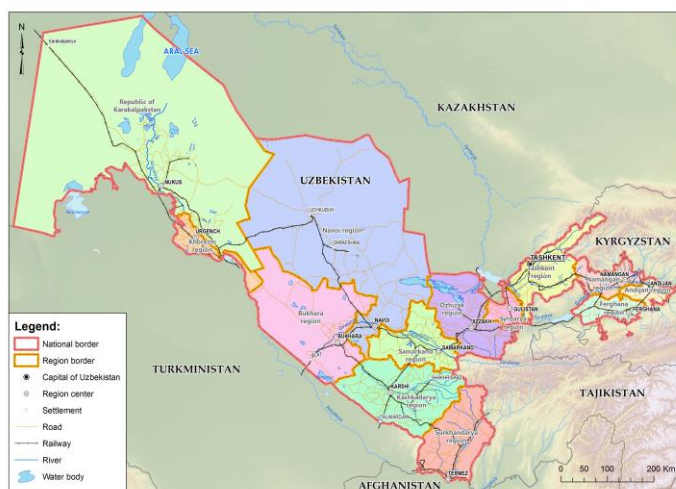 N
Karakalpakiya
ARAL SEA
Republic of
Karakalpakstan
KAZAKHSTAN
NUKUS
UZBEKISTAN
UCHKUDUK
Navoi region
ZARAFSHAN
URGENCH
Khorezm
region
KYRGYZSTAN
TASHKENT
Tashkent
region
NAMANGAN
Namangan
region
ANDIJAN
Andijan region
Ferghana
region
FERGHANA
Dzhizak
region
GULISTAN
Syrdarya
region
Bukhara
region
NAVOI
BUKHARA
Samarkand
region
SAMARKAND
KARSHI
Kashkadarya
region
TURKMINISTAN
TAJIKISTAN
Surkhandarya
region
TERMEZ
AFGHANISTAN
Legend:
National border
Region border
Capital of Uzbekistan
Region center
Settlement
Road
Railway
River
Water body
0 50 100 200 Km